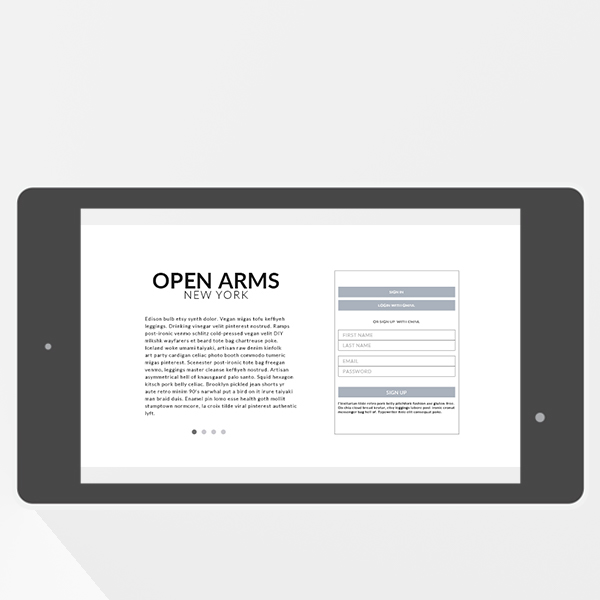 OPEN ARMS
NEW YORK
Edison bulb etsy synth dolor. Vegan migas tofu keffiyeh
leggings. Drinking vinegar velit pinterest nostrud. Ramps
post-ironic venmo schlitz cold-pressed vegan velit DIY
mlkshk wayfarers et beard tote bag chartreuse poke.
Iceland woke umami taiyaki, artisan raw denim kinfolk
art party cardigan celiac photo booth commodo tumeric
migas pinterest. Scenester post-ironic tote bag freegan
venmo, leggings master cleanse keffiyeh nostrud. Artisan
asymmetrical hell of knausgaard palo santo. Squid hexagon
kitsch pork belly celiac. Brooklyn pickled jean shorts yr
aute retro minim 90's narwhal put a bird on it irure taiyaki
man braid duis. Enamel pin lomo esse health goth mollit
stumptown normcore, la croix tilde viral pinterest authentic
lyft.
SIGN IN
LOGIN WITH EMAIL
OR SIGN UP WITH EMAIL
FIRST NAME
LAST NAME
EMAIL
PASSWORD
SIGN UP